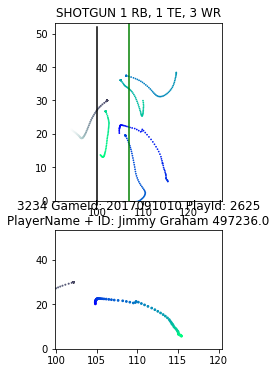 SHOTGUN 1 RB, 1 TE, 3 WR
50
40
30
20
10
0
100 110 120
3234 GameId: 2017091010 PlayId: 2625
PlayerName + ID: Jimmy Graham 497236.0
40
20
0
100 105 110 115 120